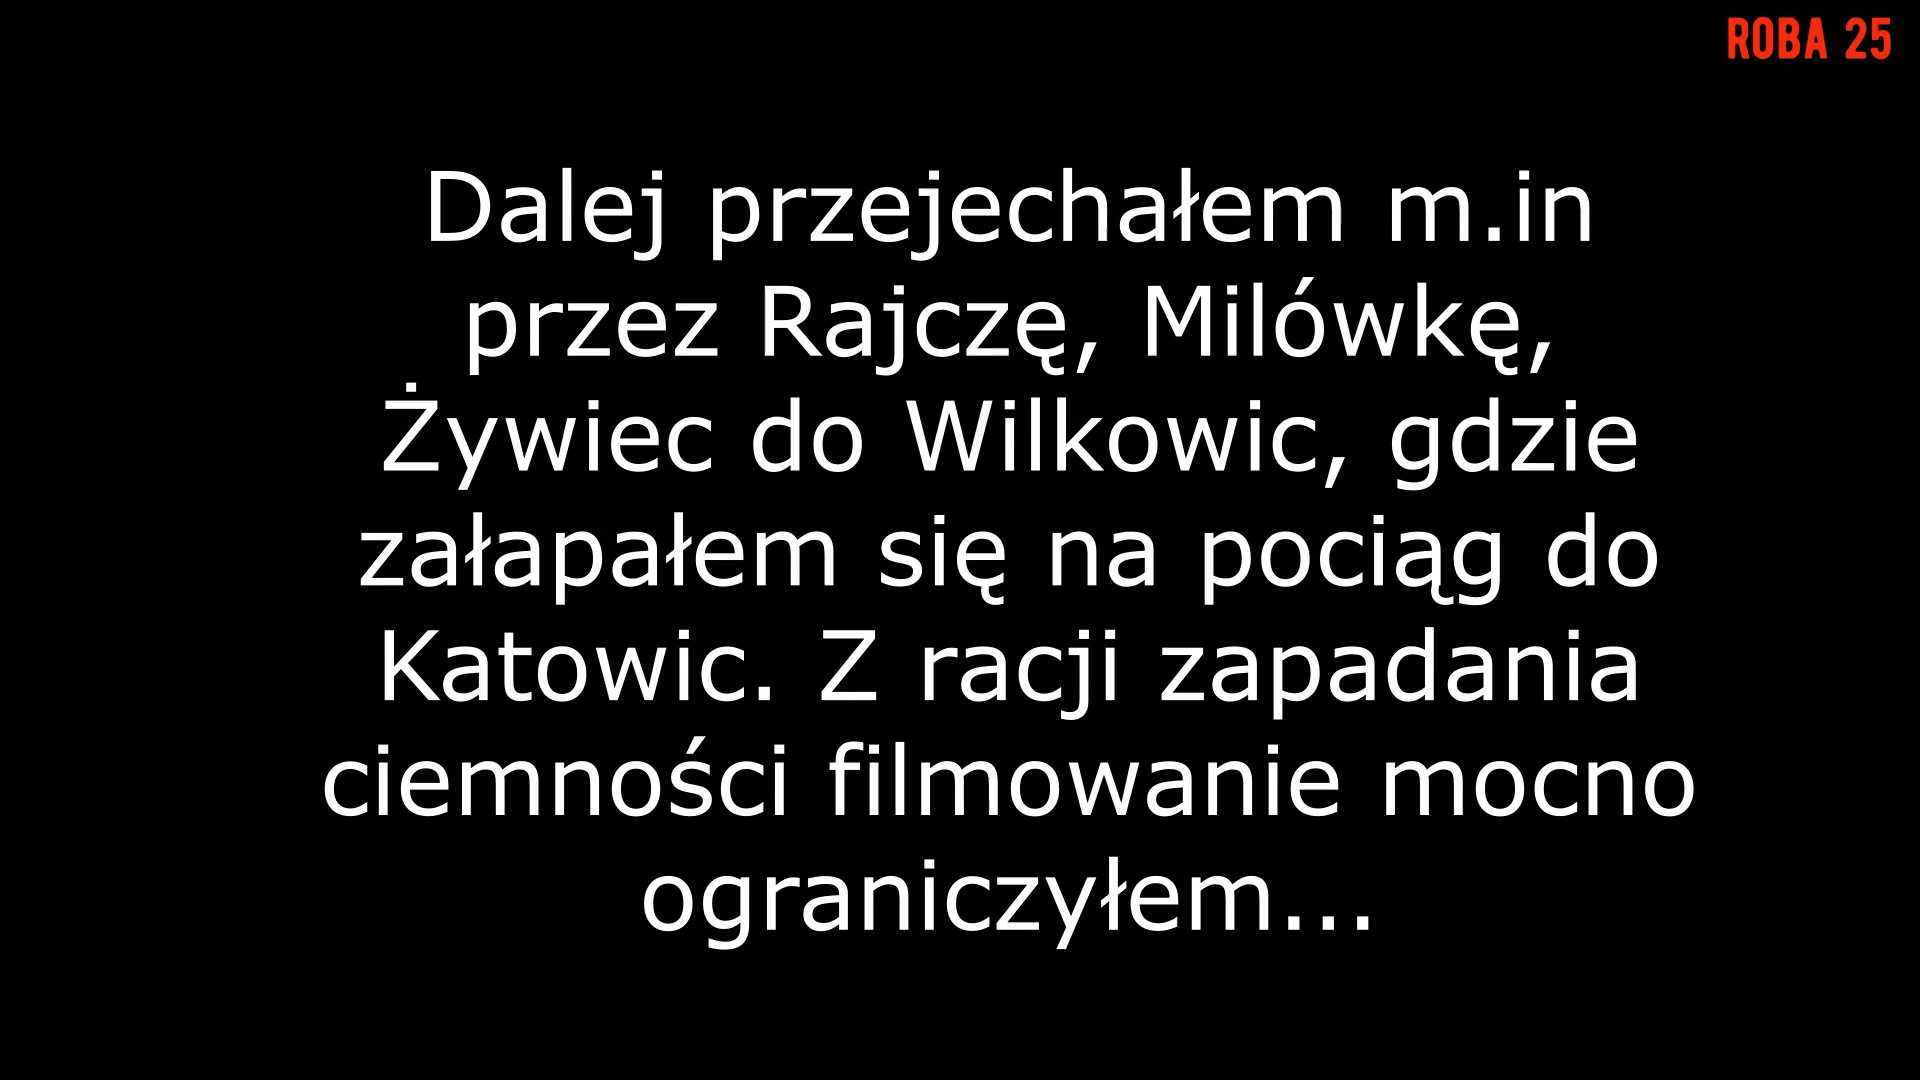 ROBA 25
Dalej przejechałem m.in
przez Rajczę, Milówkę,
Żywiec do Wilkowic, gdzie
załapałem się na pociąg do
Katowic. Z racji zapadania
ciemności filmowanie mocno
ograniczyłem...